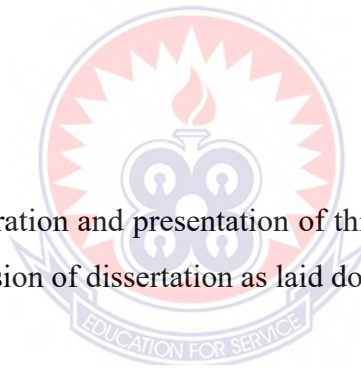 ration and presentation of thi
sion of dissertation as laid do
EDUCATION FOR SERVICE